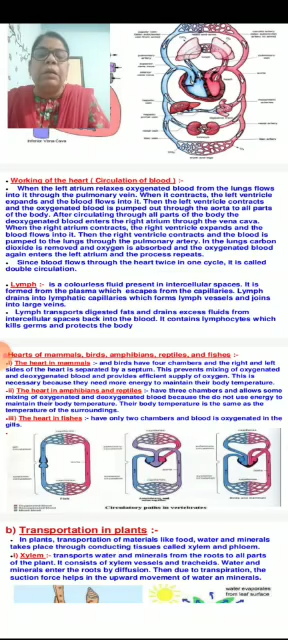 Inferior Vena Cave
• Working of the heart ( Circulation of blood ) :-
• When the left atrium relaxes oxygenated blood from the lungs flows
into it through the pulmonary vein. When it contracts, the left ventricle
expands and the blood flows into it. Then the left ventricle contracts
and the oxygenated blood is pumped out through the aorta to all parts
of the body. After circulating through all parts of the body the
deoxygenated blood enters the right atrium through the vena cava.
When the right atrium contracts, the right ventricle expands and the
blood flows into it. Then the right ventricle contracts and the blood is
pumped to the lungs through the pulmonary artery. In the lungs carbon
dioxide is removed and oxygen is absorbed and the oxygenated blood
again enters the left atrium and the process repeats.
• Since blood flows through the heart twice in one cycle, it is called
double circulation.
• Lymph :- is a colourless fluid present in intercellular spaces. It is
formed from the plasma which escapes from the capillaries. Lymph
drains into lymphatic capillaries which forms lymph vessels and joins
into large veins.
• Lymph transports digested fats and drains excess fluids from
intercellular spaces back into the blood. It contains lymphocytes which
kills germs and protects the body
Hearts of mammals, birds, amphibians, reptiles, and fishes :-
i) The heart in mammals :- and birds have four chambers and the right and left
sides of the heart is separated by a septum. This prevents mixing of oxygenated
and deoxygenated blood and provides efficient supply of oxygen. This is
necessary because they need more energy to maintain their body temperature.
ii) The heart in amphibians and reptiles :- have three chambers and allows some
mixing of oxygenated and deoxygenated blood because the do not use energy to
maintain their body temperature. Their body temperature is the same as the
temperature of the surroundings.
iii) The heart in fishes :- have only two chambers and blood is oxygenated in the
gills.
Circulatory paths in vertebrates
b) Transportation in plants :-
• In plants, transportation of materials like food, water and minerals
takes place through conducting tissues called xylem and phloem.
i) Xylem :- transports water and minerals from the roots to all parts
of the plant. It consists of xylem vessels and tracheids. Water and
minerals enter the roots by diffusion. Then due to transpiration, the
suction force helps in the upward movement of water an minerals.
water evaporates
from leaf surface